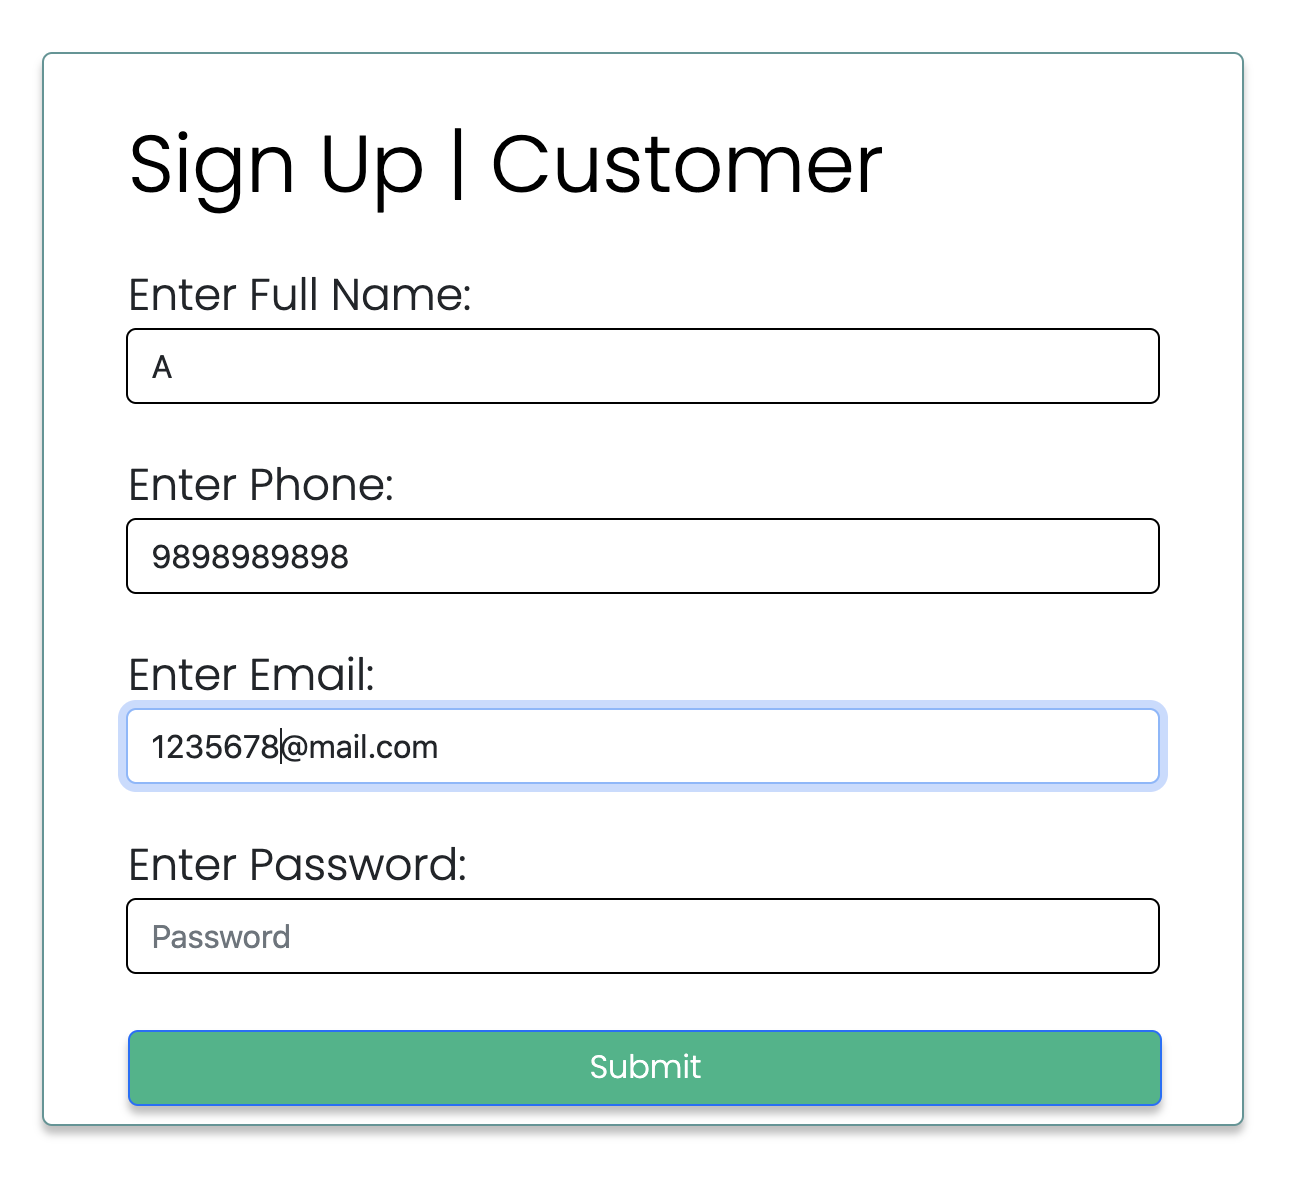 Sign Up | Customer
Enter Full Name:
A
Enter Phone:
9898989898
Enter Email:
1235678@mail.com
Enter Password:
Password
Submit